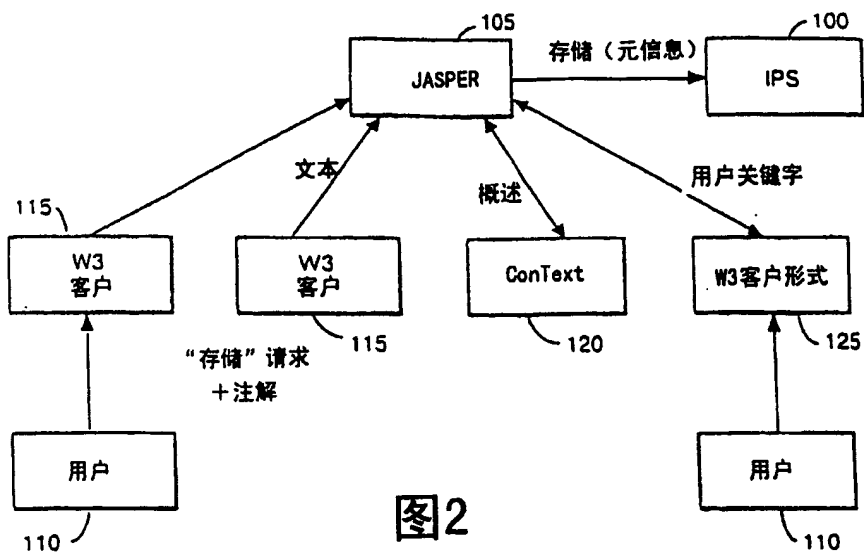 105
100
JASPER
存储（元信息）
IPS
文本
概述
用户关键字
115
W3
客户
W3
客户
ConText
W3客户形式
115
120
125
“存储”请求
＋注解
用户
用户
110
图2
110